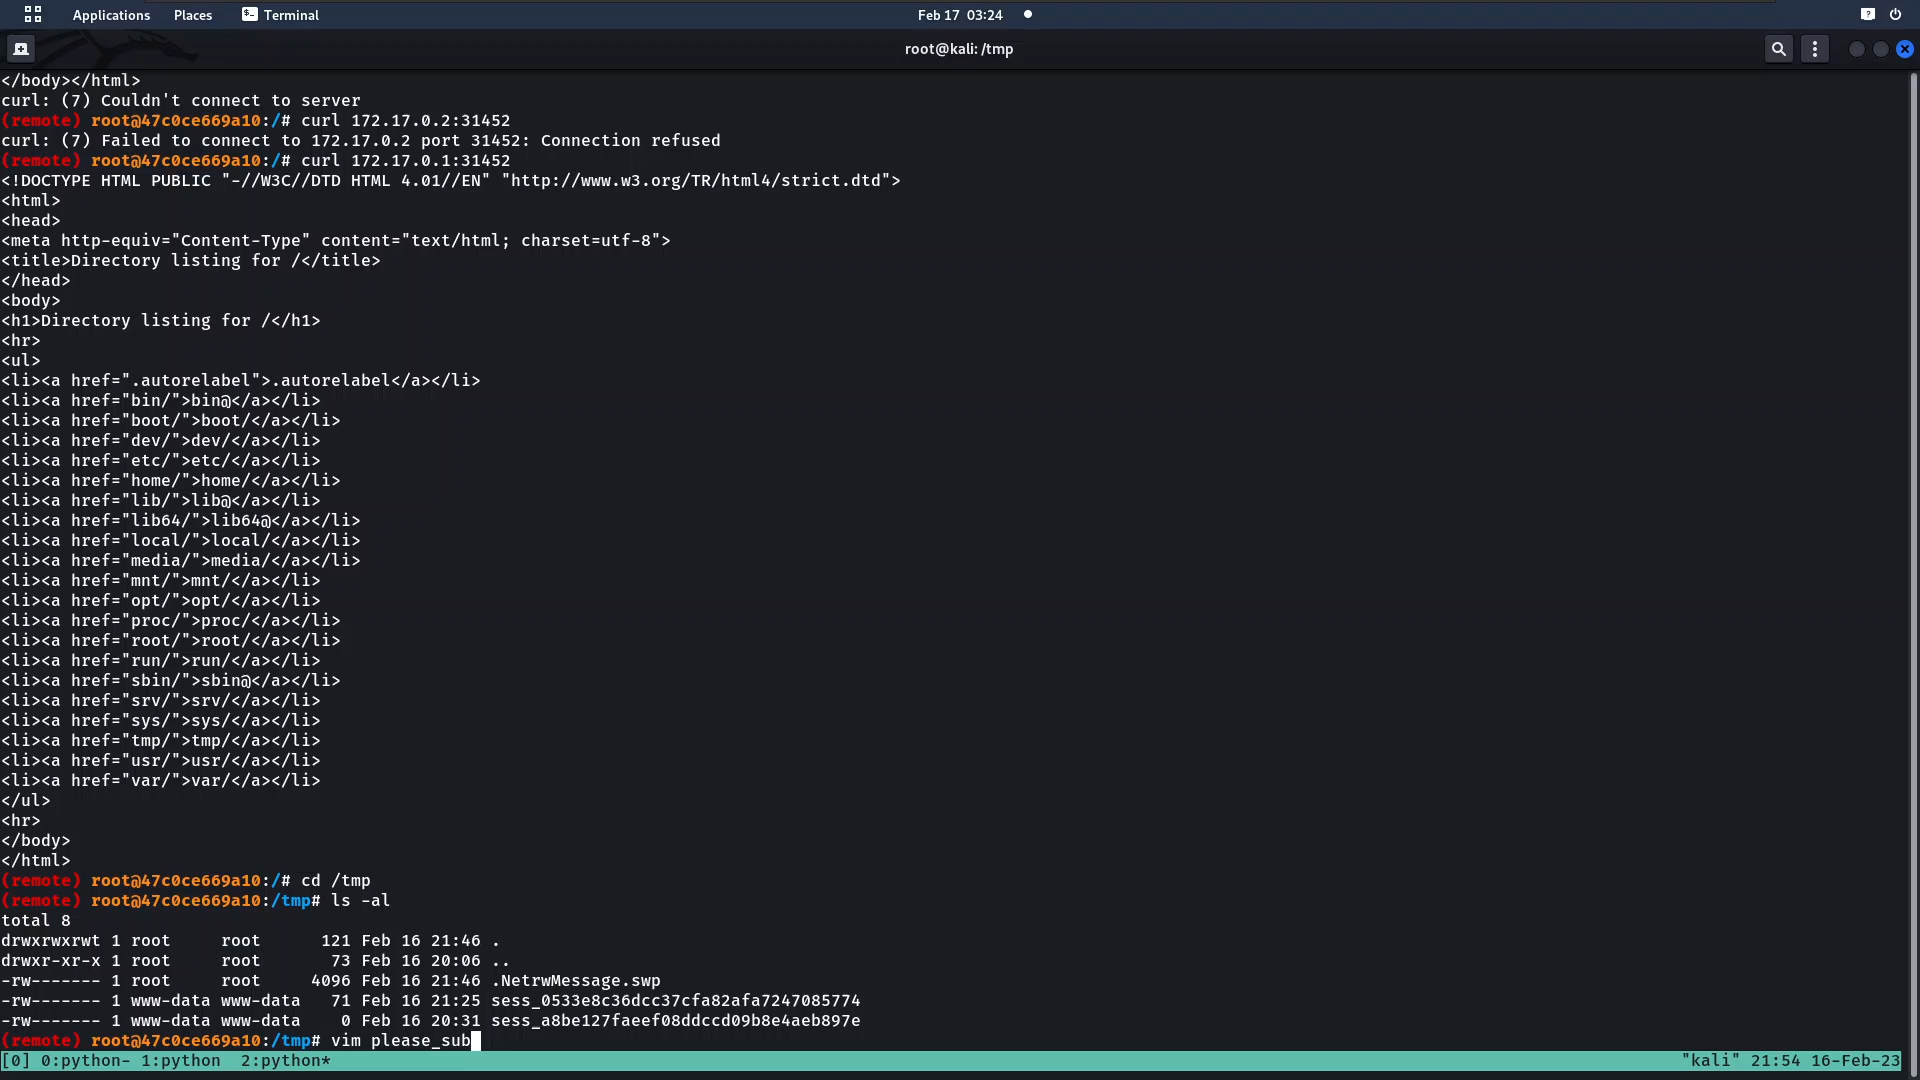 Applications Places Terminal Feb 17 03:24
root@kali: /tmp
</body></html>
curl: (7) Couldn't connect to server
(remote) root@47c0ce669a10:/# curl 172.17.0.2:31452
curl: (7) Failed to connect to 172.17.0.2 port 31452: Connection refused
(remote) root@47c0ce669a10:/# curl 172.17.0.1:31452
<!DOCTYPE HTML PUBLIC "-//W3C//DTD HTML 4.01//EN" "http://www.w3.org/TR/html4/strict.dtd">
<html>
<head>
<meta http-equiv="Content-Type" content="text/html; charset=utf-8">
<title>Directory listing for /</title>
</head>
<body>
<h1>Directory listing for /</h1>
<hr>
<ul>
<li><a href=".autorelabel">.autorelabel</a></li>
<li><a href="bin/">bin@</a></li>
<li><a href="boot/">boot/</a></li>
<li><a href="dev/">dev/</a></li>
<li><a href="etc/">etc/</a></li>
<li><a href="home/">home/</a></li>
<li><a href="lib/">lib@</a></li>
<li><a href="lib64/">lib64@</a></li>
<li><a href="local/">local/</a></li>
<li><a href="media/">media/</a></li>
<li><a href="mnt/">mnt/</a></li>
<li><a href="opt/">opt/</a></li>
<li><a href="proc/">proc/</a></li>
<li><a href="root/">root/</a></li>
<li><a href="run/">run/</a></li>
<li><a href="sbin/">sbin@</a></li>
<li><a href="srv/">srv/</a></li>
<li><a href="sys/">sys/</a></li>
<li><a href="tmp/">tmp/</a></li>
<li><a href="usr/">usr/</a></li>
<li><a href="var/">var/</a></li>
</ul>
<hr>
</body>
</html>
(remote) root@47c0ce669a10:/# cd /tmp
(remote) root@47c0ce669a10:/tmp# ls -al
total 8
drwxrwxrwt 1 root     root      121 Feb 16 21:46 .
drwxr-xr-x 1 root     root       73 Feb 16 20:06 ..
-rw------- 1 root     root     4096 Feb 16 21:46 .NetrwMessage.swp
-rw------- 1 www-data www-data   71 Feb 16 21:25 sess_0533e8c36dcc37cfa82afa7247085774
-rw------- 1 www-data www-data    0 Feb 16 20:31 sess_a8be127faeef08ddccd09b8e4aeb897e
(remote) root@47c0ce669a10:/tmp# vim please_sub
[0] 0:python- 1:python  2:python* "kali" 21:54 16-Feb-23